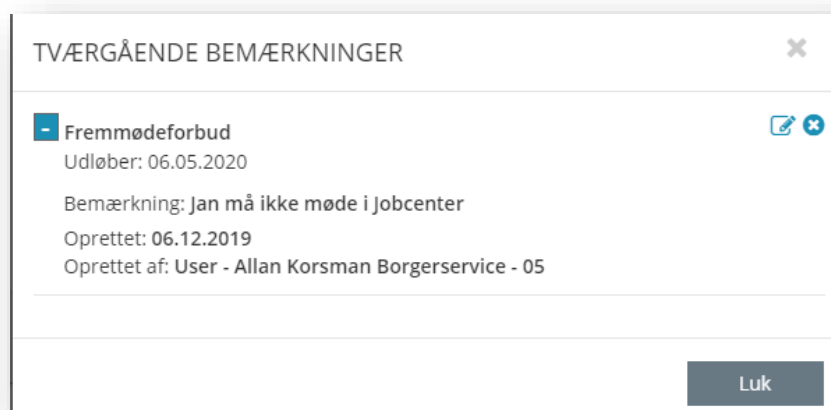 TVÆRGÅENDE BEMÆRKNINGER
Fremmødeforbud
Udløber: 06.05.2020
Bemærkning: Jan må ikke møde i Jobcenter
Oprettet: 06.12.2019
Oprettet af: User - Allan Korsman Borgerservice - 05
Luk